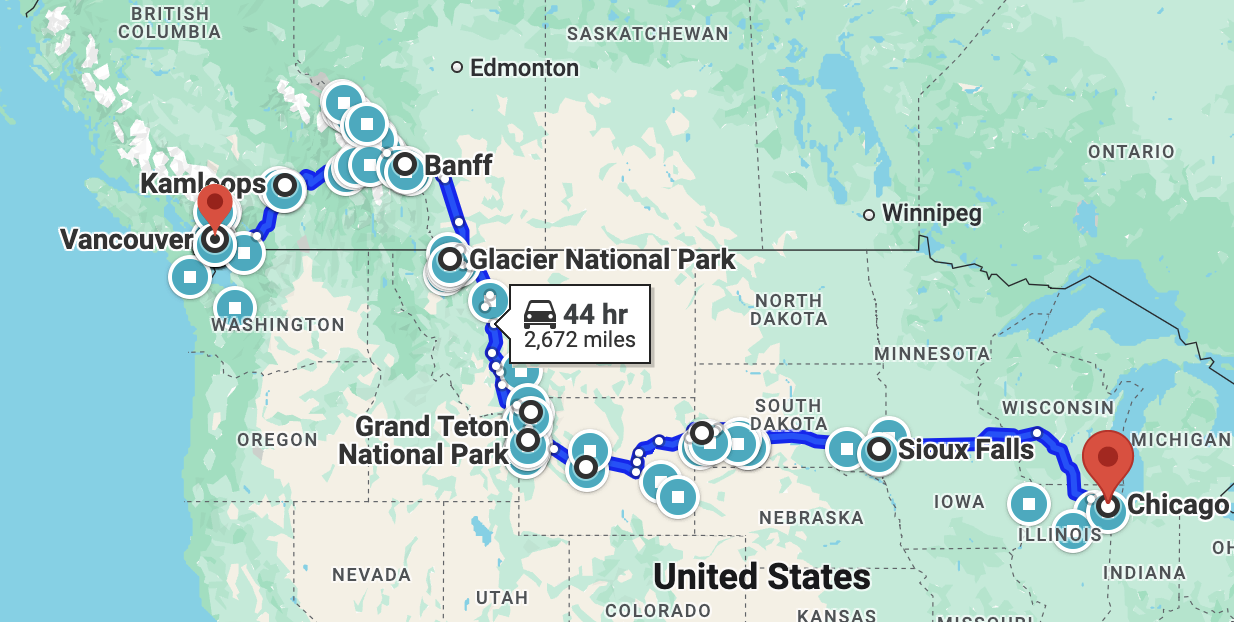 BRITISH
COLUMBIA
SASKATCHEWAN
Edmonton
ONTARIO
Banff
Kamloops
Winnipeg
Vancouver
Glacier National Park
WASHINGTON
44 hr
2,672 miles
NORTH
DAKOTA
MINNESOTA
SOUTH
DAKOTA
WISCONSIN
MICHIGAN
OREGON
Grand Teton
National Park
Sioux Falls
IOWA
Chicago
NEBRASKA
ILLINOIS
OH
United States
NEVADA
INDIANA
UTAH
COLORADO
KANSAS
MISSOURI